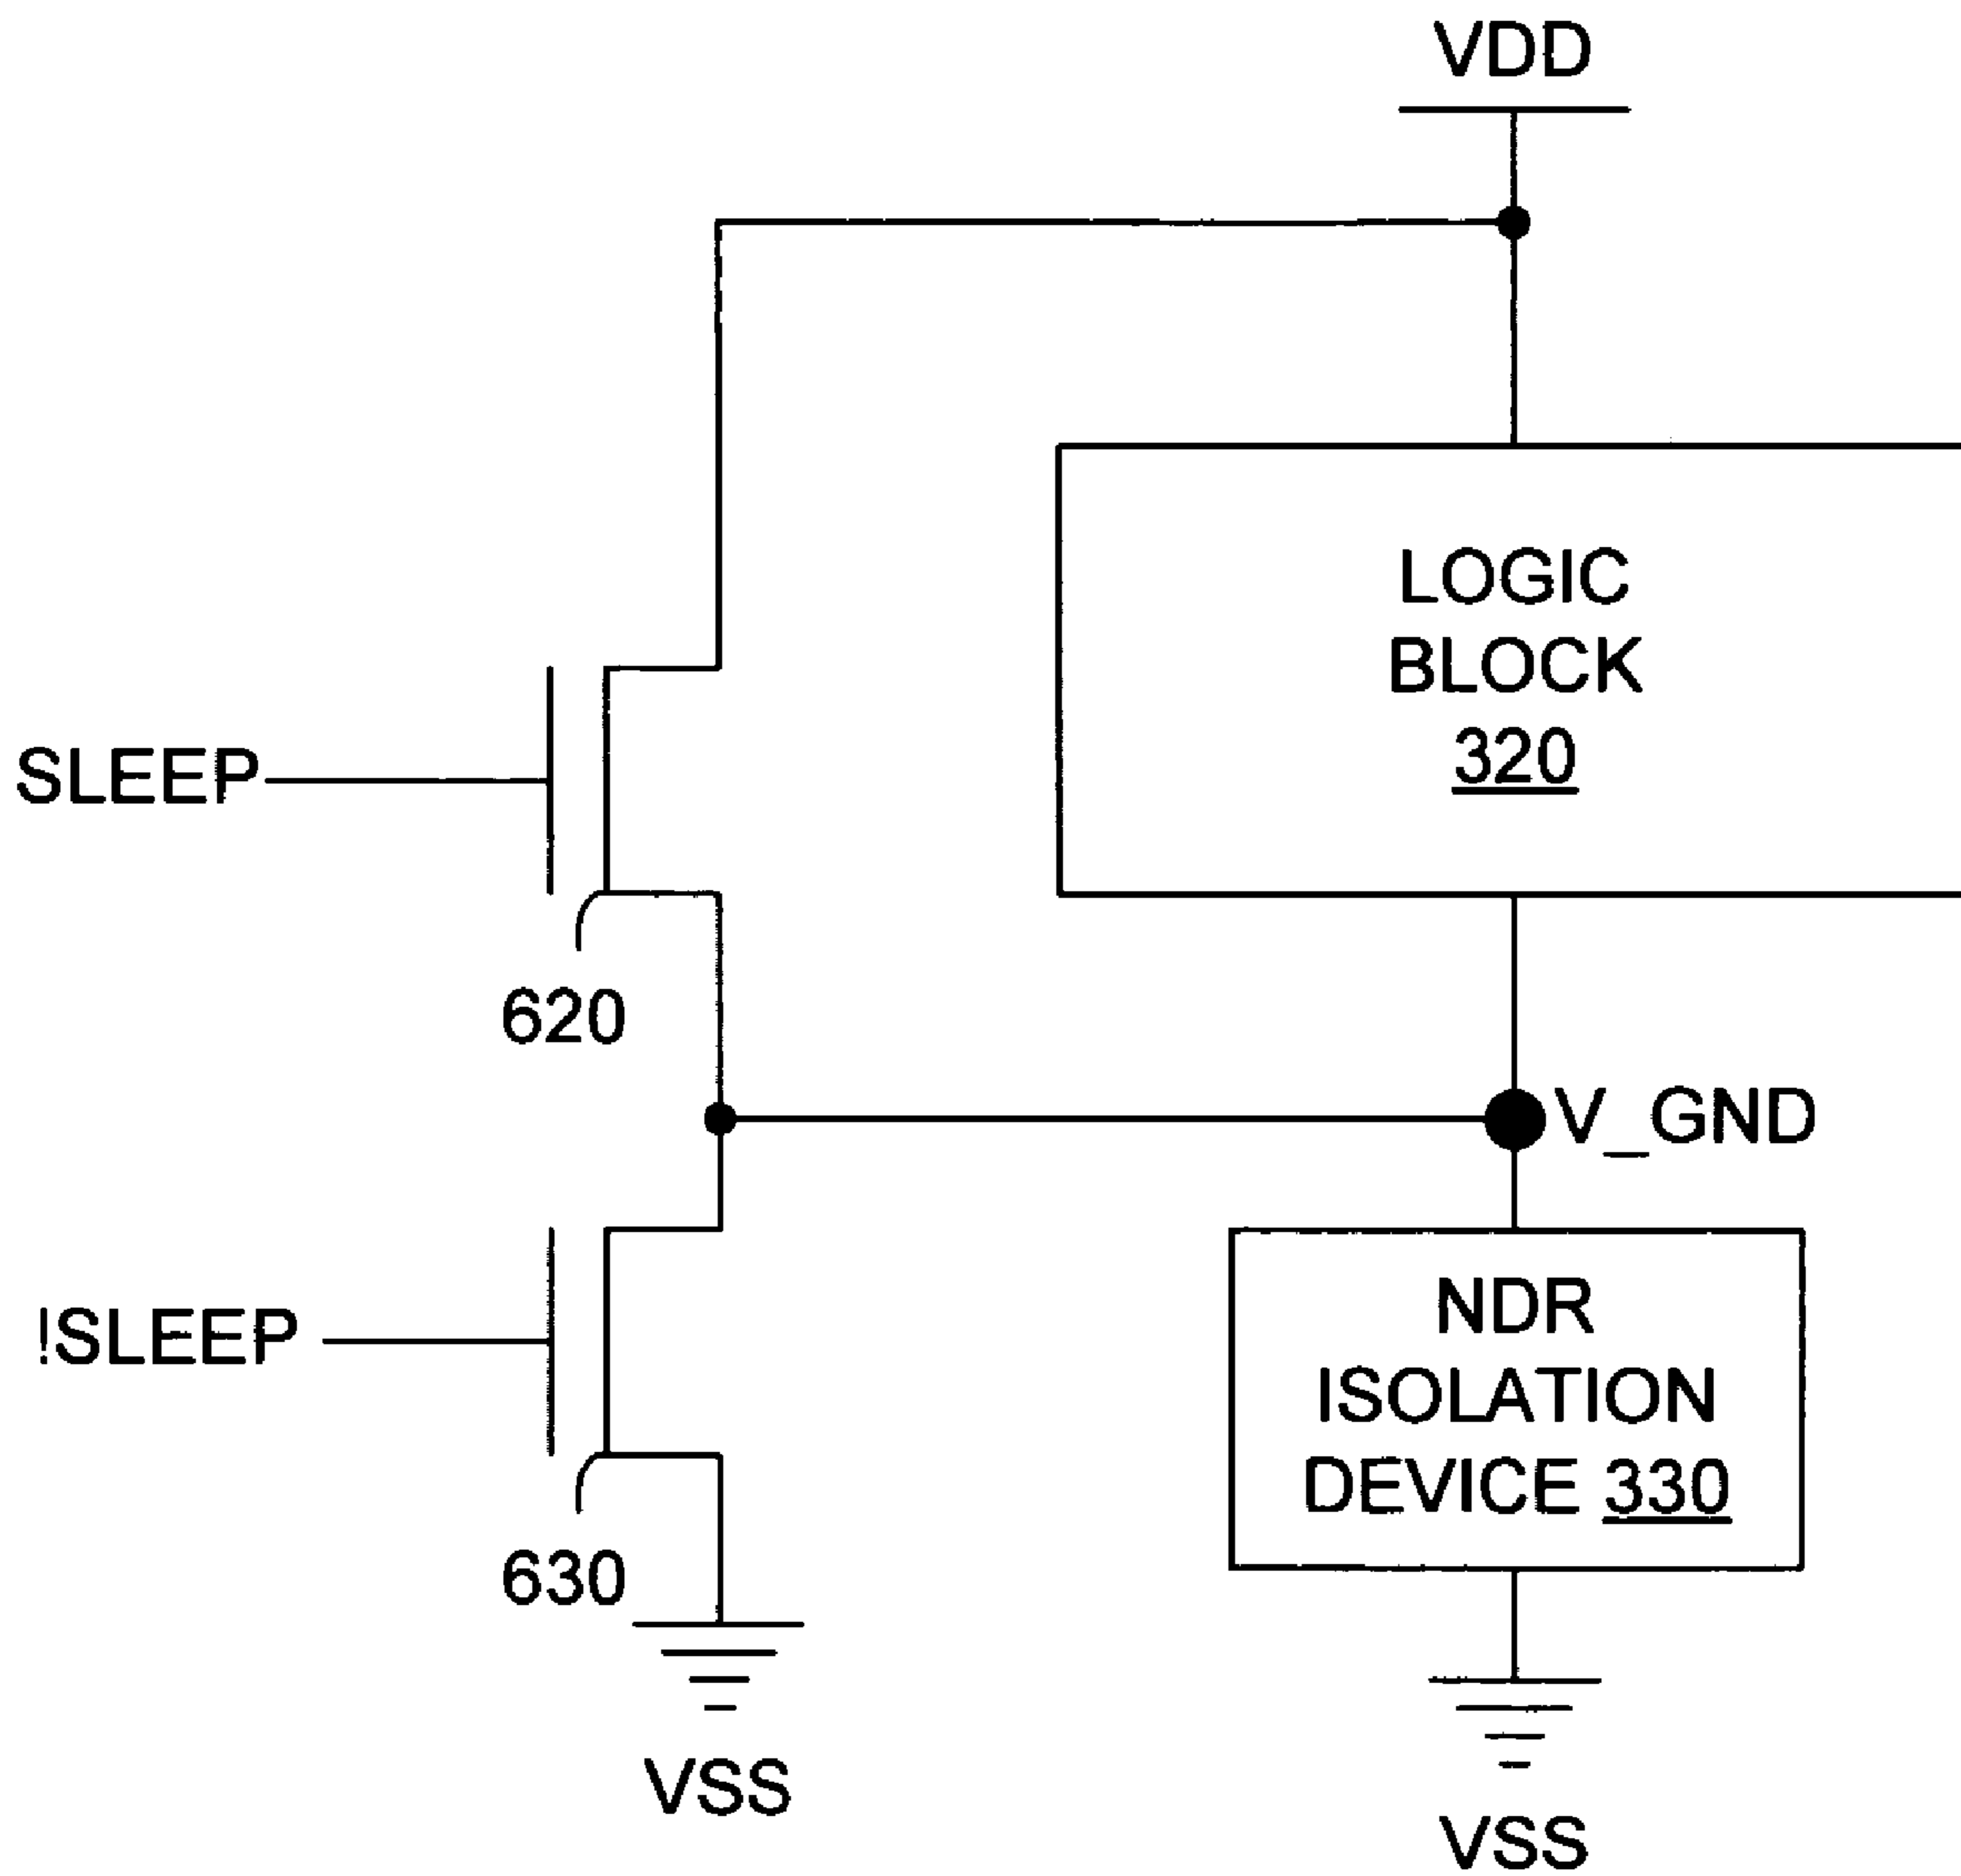 VDD
LOGIC
BLOCK
320
SLEEP
620
V_GND
!SLEEP
NDR
ISOLATION
DEVICE 330
630
VSS
VSS